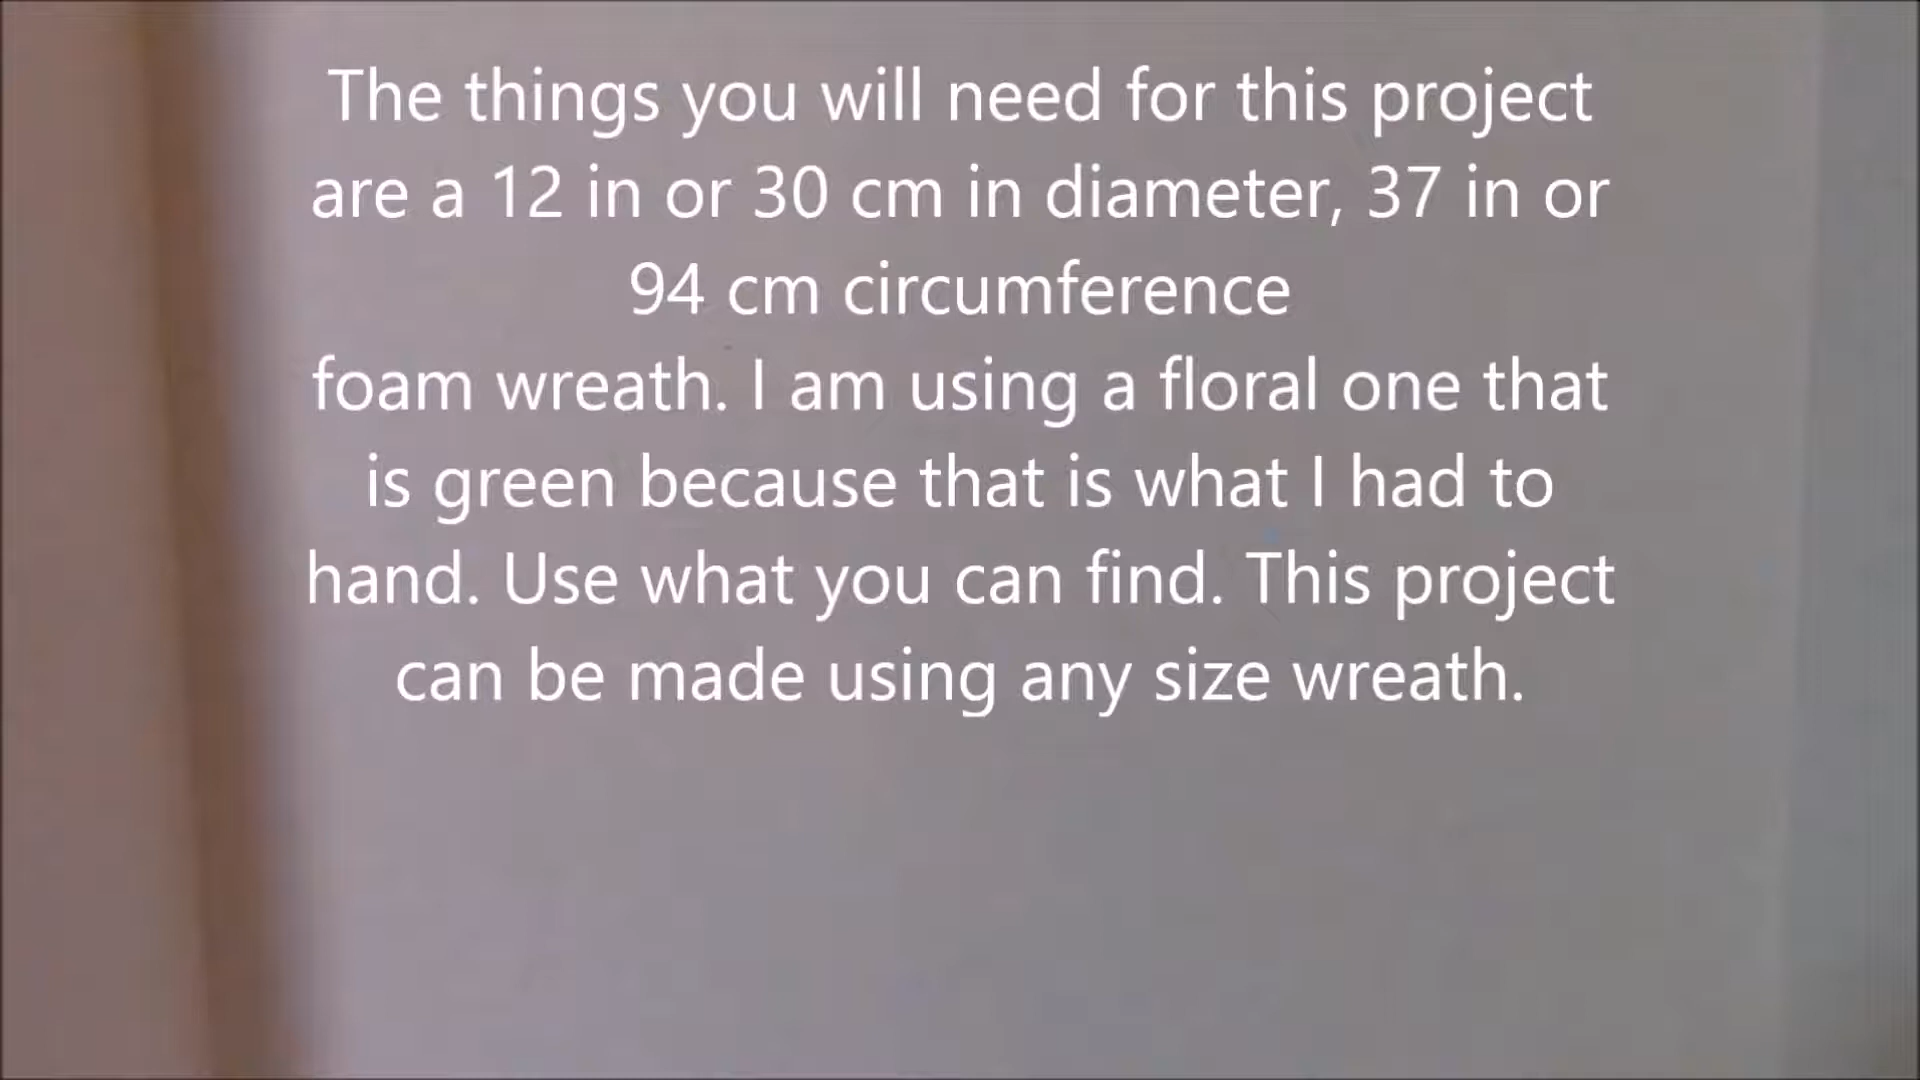 The things you will need for this project
are a 12 in or 30 cm in diameter, 37 in or
94 cm circumference
foam wreath. I am using a floral one that
is green because that is what I had to
hand. Use what you can find. This project
can be made using any size wreath.